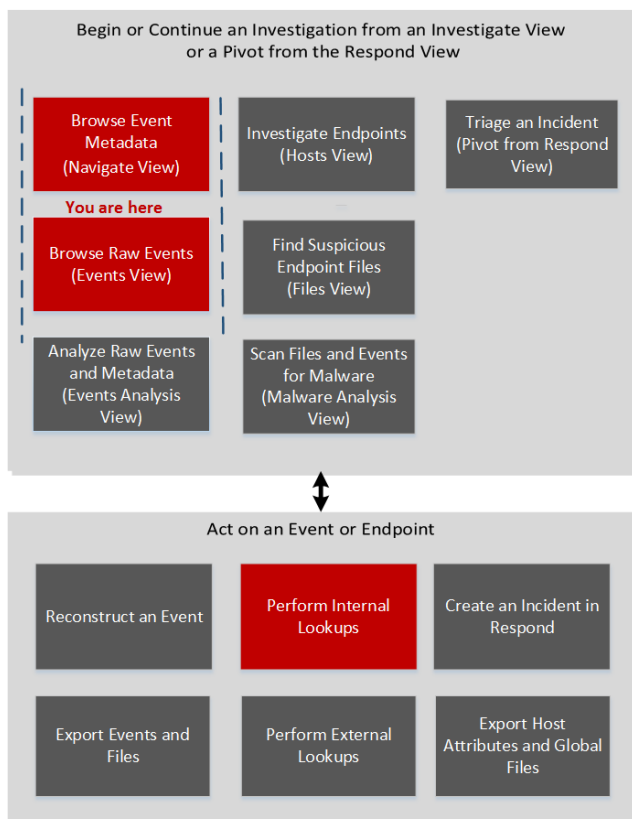 Begin or Continue an Investigation from an Investigate View
or a Pivot from the Respond View
Browse Event
Metadata
(Navigate View)
Investigate Endpoints
(Hosts View)
Triage an Incident
(Pivot from Respond
View)
You are here
Browse Raw Events
(Events View)
Find Suspicious
Endpoint Files
(Files View)
Analyze Raw Events
and Metadata
(Events Analysis
View)
Scan Files and Events
for Malware
(Malware Analysis
View)
Act on an Event or Endpoint
Reconstruct an Event
Perform Internal
Lookups
Create an Incident in
Respond
Export Events and
Files
Perform External
Lookups
Export Host
Attributes and Global
Files